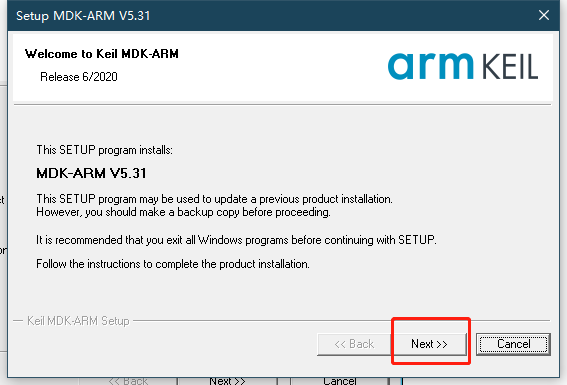 Setup MDK-ARM V5.31
Welcome to Keil MDK-ARM
Release 6/2020
arm KEIL
This SETUP program installs:
MDK-ARM V5.31
This SETUP program may be used to update a previous product installation.
However, you should make a backup copy before proceeding.
It is recommended that you exit all Windows programs before continuing with SETUP.
Follow the instructions to complete the product installation.
Keil MDK-ARM Setup
<< Back Next >> Cancel
<< Back Next >> Cancel